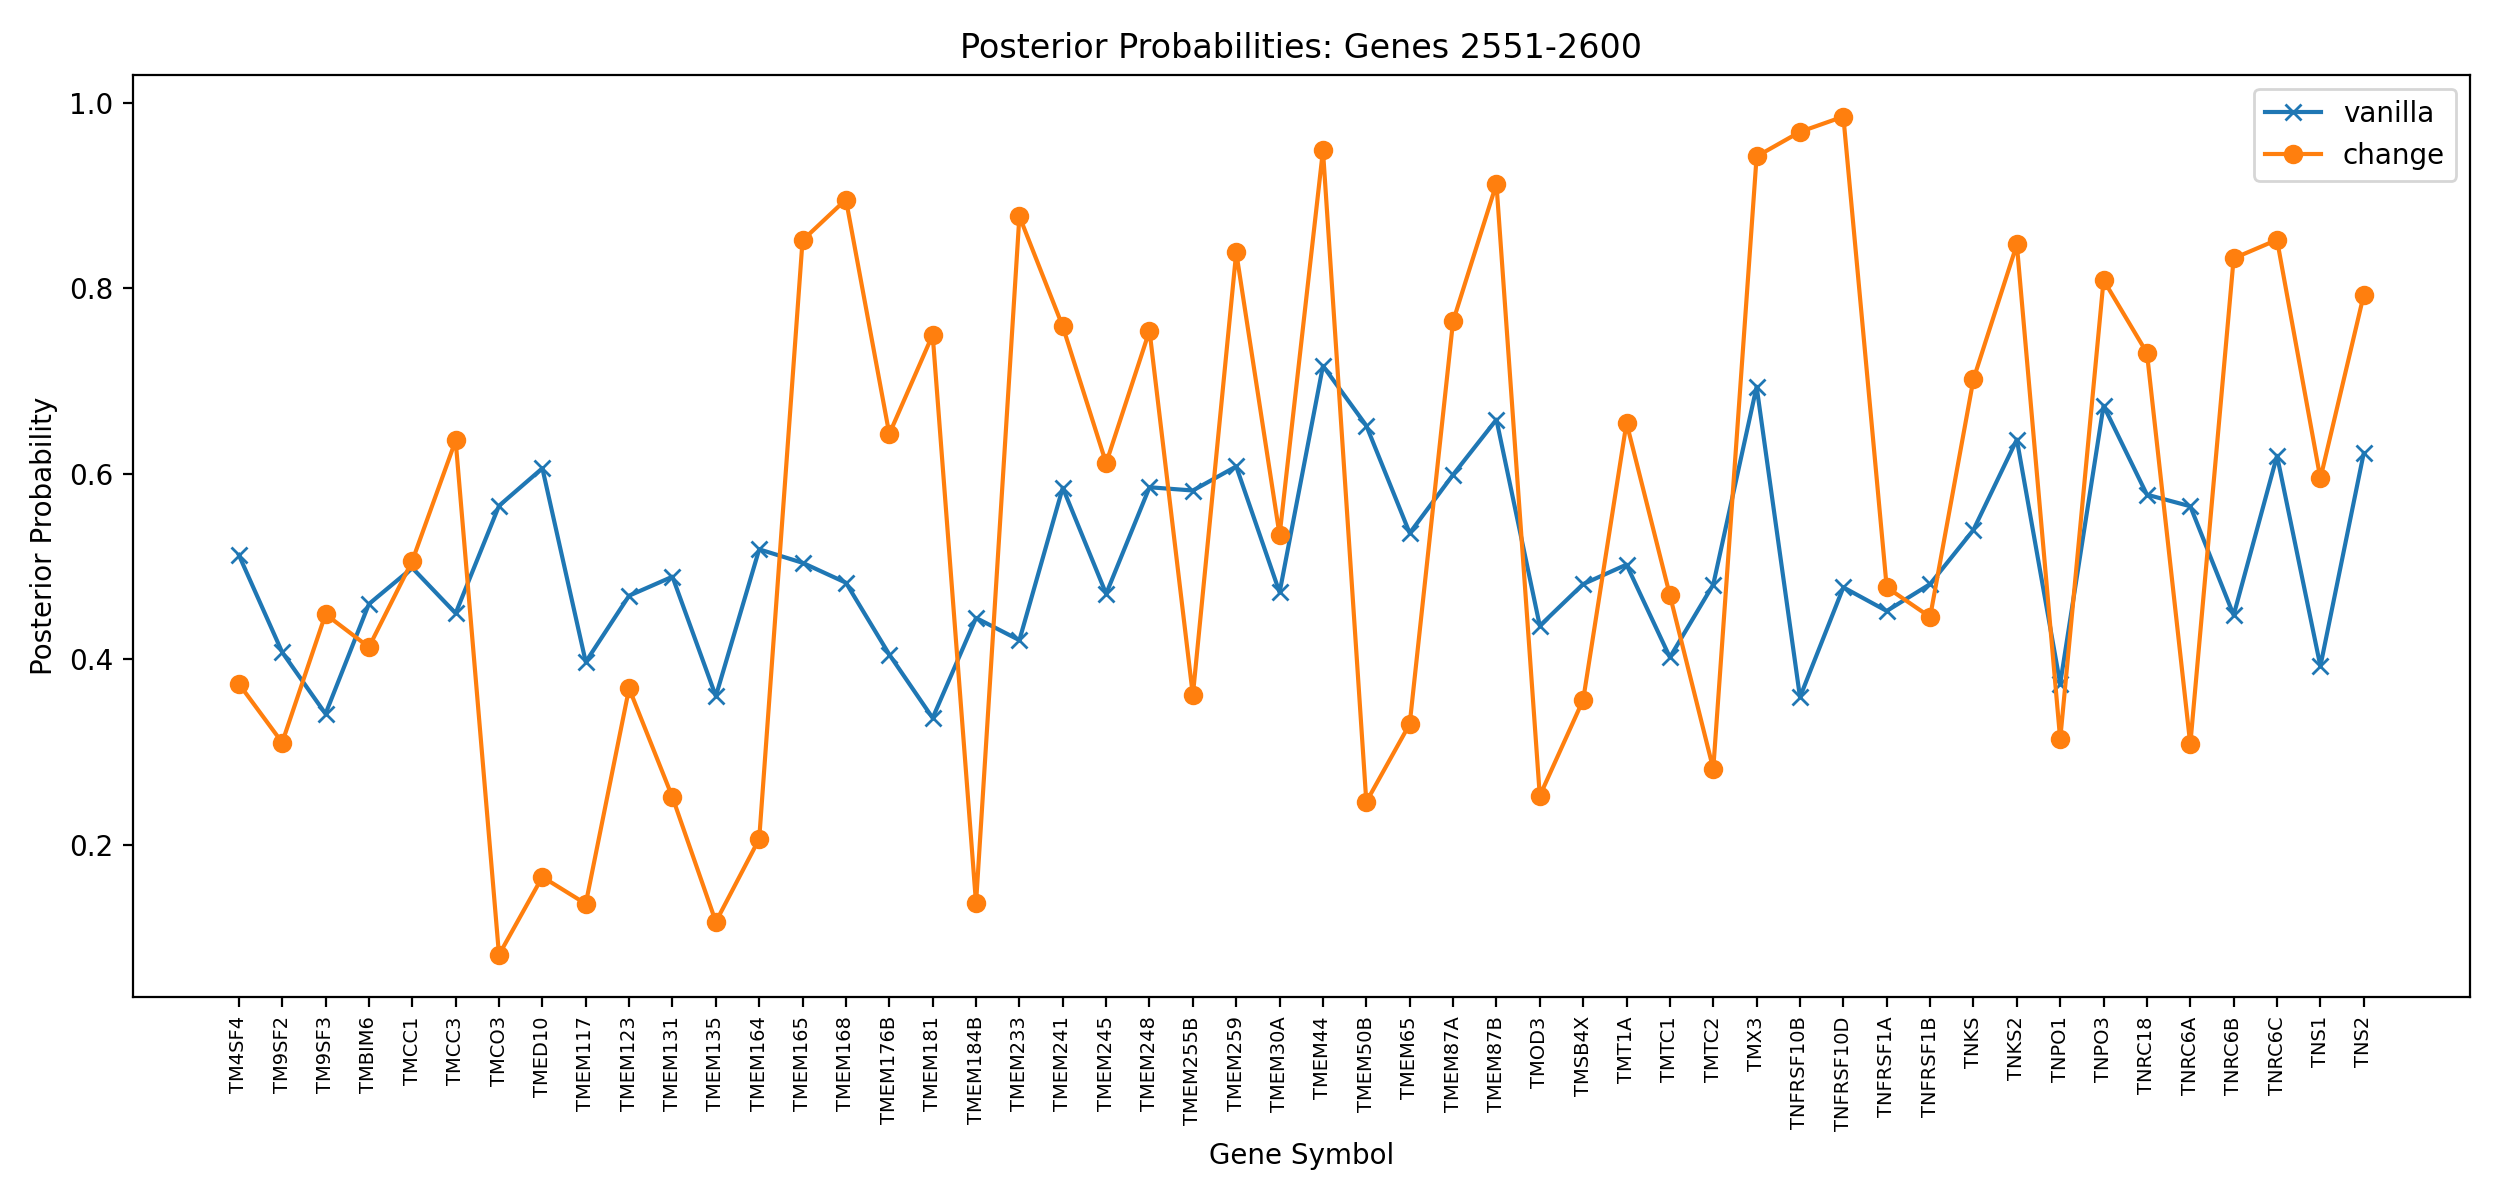 Posterior Probabilities: Genes 2551-2600
vanilla
change
1.0
0.8
0.6
0.4
0.2
Posterior Probability
TM4SF4
TM9SF2
TM9SF3
TMBIM6
TMCC1
TMCC3
TMCO3
TMED10
TMEM117
TMEM123
TMEM131
TMEM135
TMEM164
TMEM165
TMEM168
TMEM176B
TMEM181
TMEM184B
TMEM233
TMEM241
TMEM245
TMEM248
TMEM255B
TMEM259
TMEM30A
TMEM44
TMEM50B
TMEM65
TMEM87A
TMEM87B
TMOD3
TMSB4X
TMT1A
TMTC1
TMTC2
TMX3
TNFRSF10B
TNFRSF10D
TNFRSF1A
TNFRSF1B
TNKS
TNKS2
TNPO1
TNPO3
TNRC18
TNRC6A
TNRC6B
TNRC6C
TNS1
TNS2
Gene Symbol